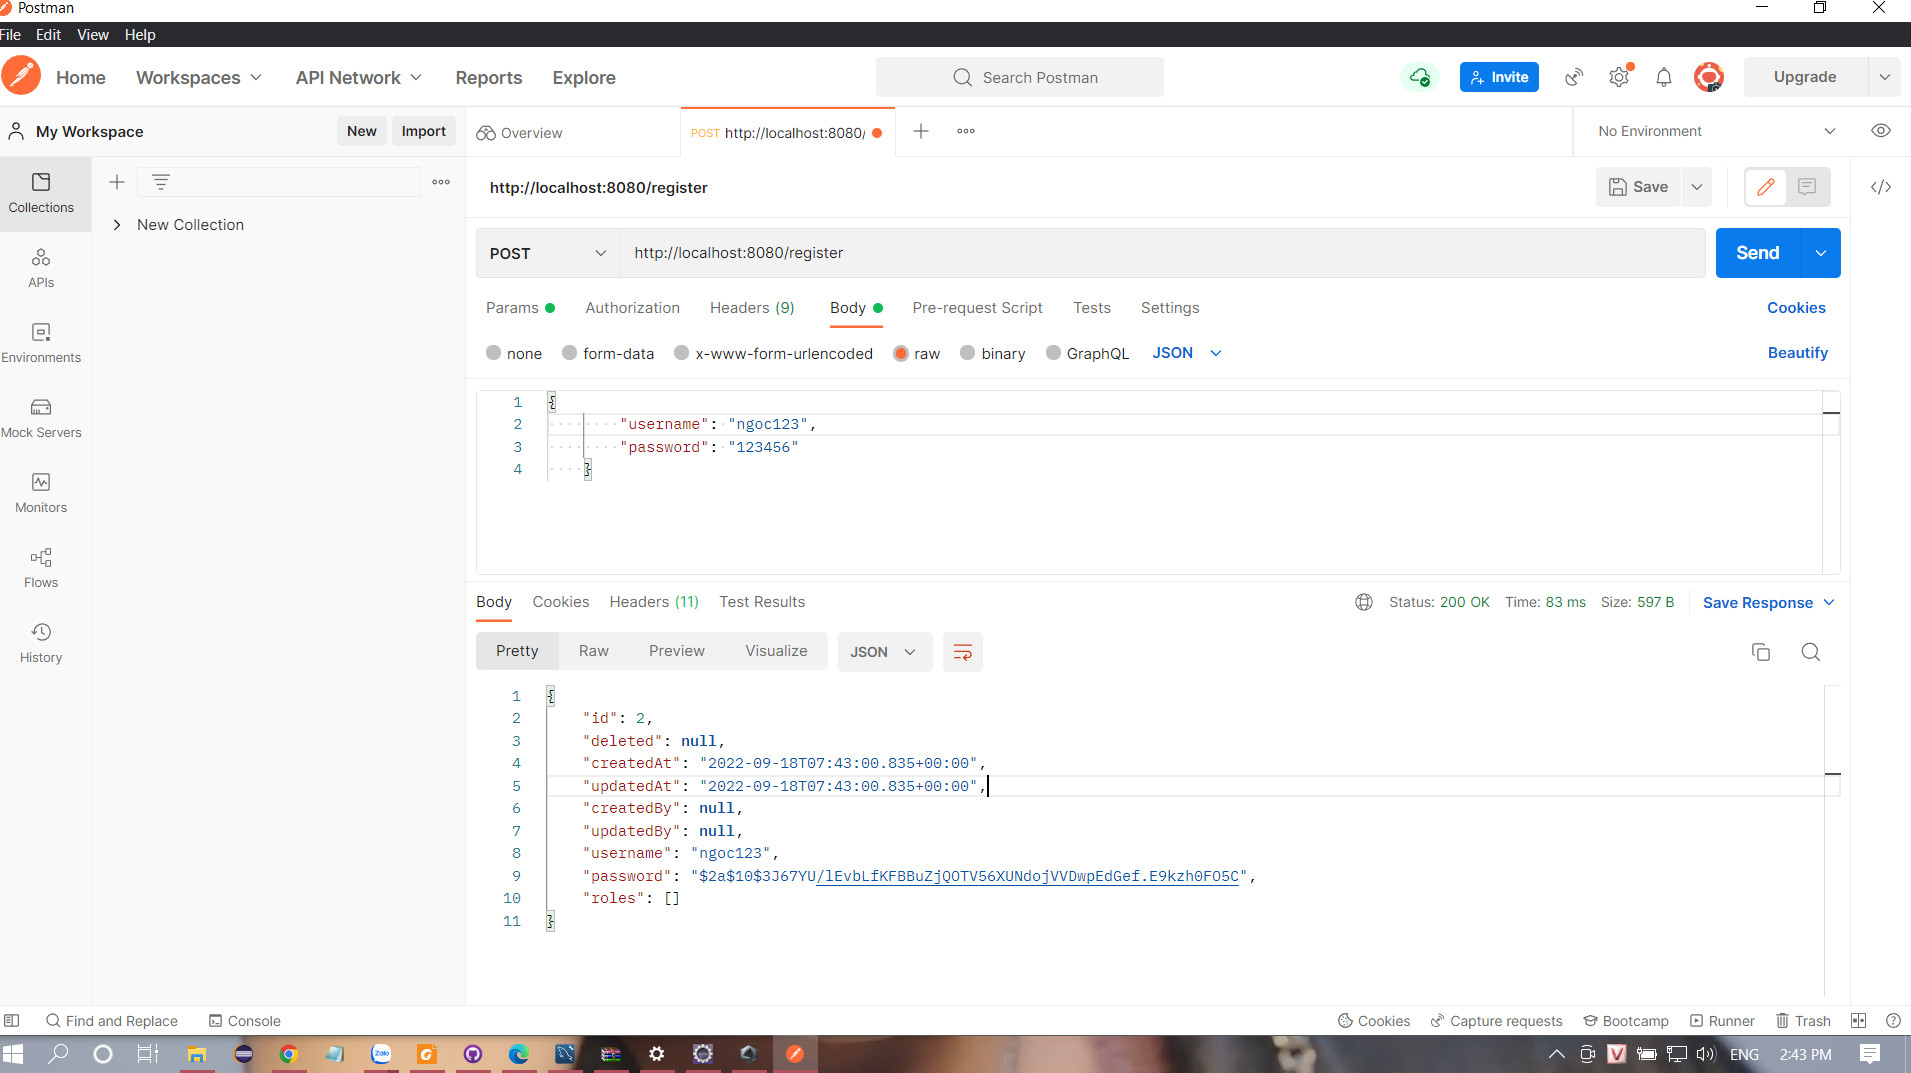 Postman
File Edit View Help
Home Workspaces API Network Reports Explore Search Postman Invite Upgrade
My Workspace New Import Overview POST http://localhost:8080/ No Environment
Collections
New Collection
APIs
Environments
Mock Servers
Monitors
Flows
History
http://localhost:8080/register Save
POST http://localhost:8080/register Send
Params Authorization Headers (9) Body Pre-request Script Tests Settings Cookies
none form-data x-www-form-urlencoded raw binary GraphQL JSON Beautify
1 {
2 "username": "ngoc123",
3 "password": "123456"
4 }
Body Cookies Headers (11) Test Results Status: 200 OK Time: 83 ms Size: 597 B Save Response
Pretty Raw Preview Visualize JSON
1 {
2 "id": 2,
3 "deleted": null,
4 "createdAt": "2022-09-18T07:43:00.835+00:00",
5 "updatedAt": "2022-09-18T07:43:00.835+00:00",
6 "createdBy": null,
7 "updatedBy": null,
8 "username": "ngoc123",
9 "password": "$2a$10$3J67YU/lEvbLfKFBBuZjQOTV56XUNdojVVDwpEdGef.E9kzh0FO5C",
10 "roles": []
11 }
Find and Replace Console Cookies Capture requests Bootcamp Runner Trash
Zalo V ENG 2:43 PM